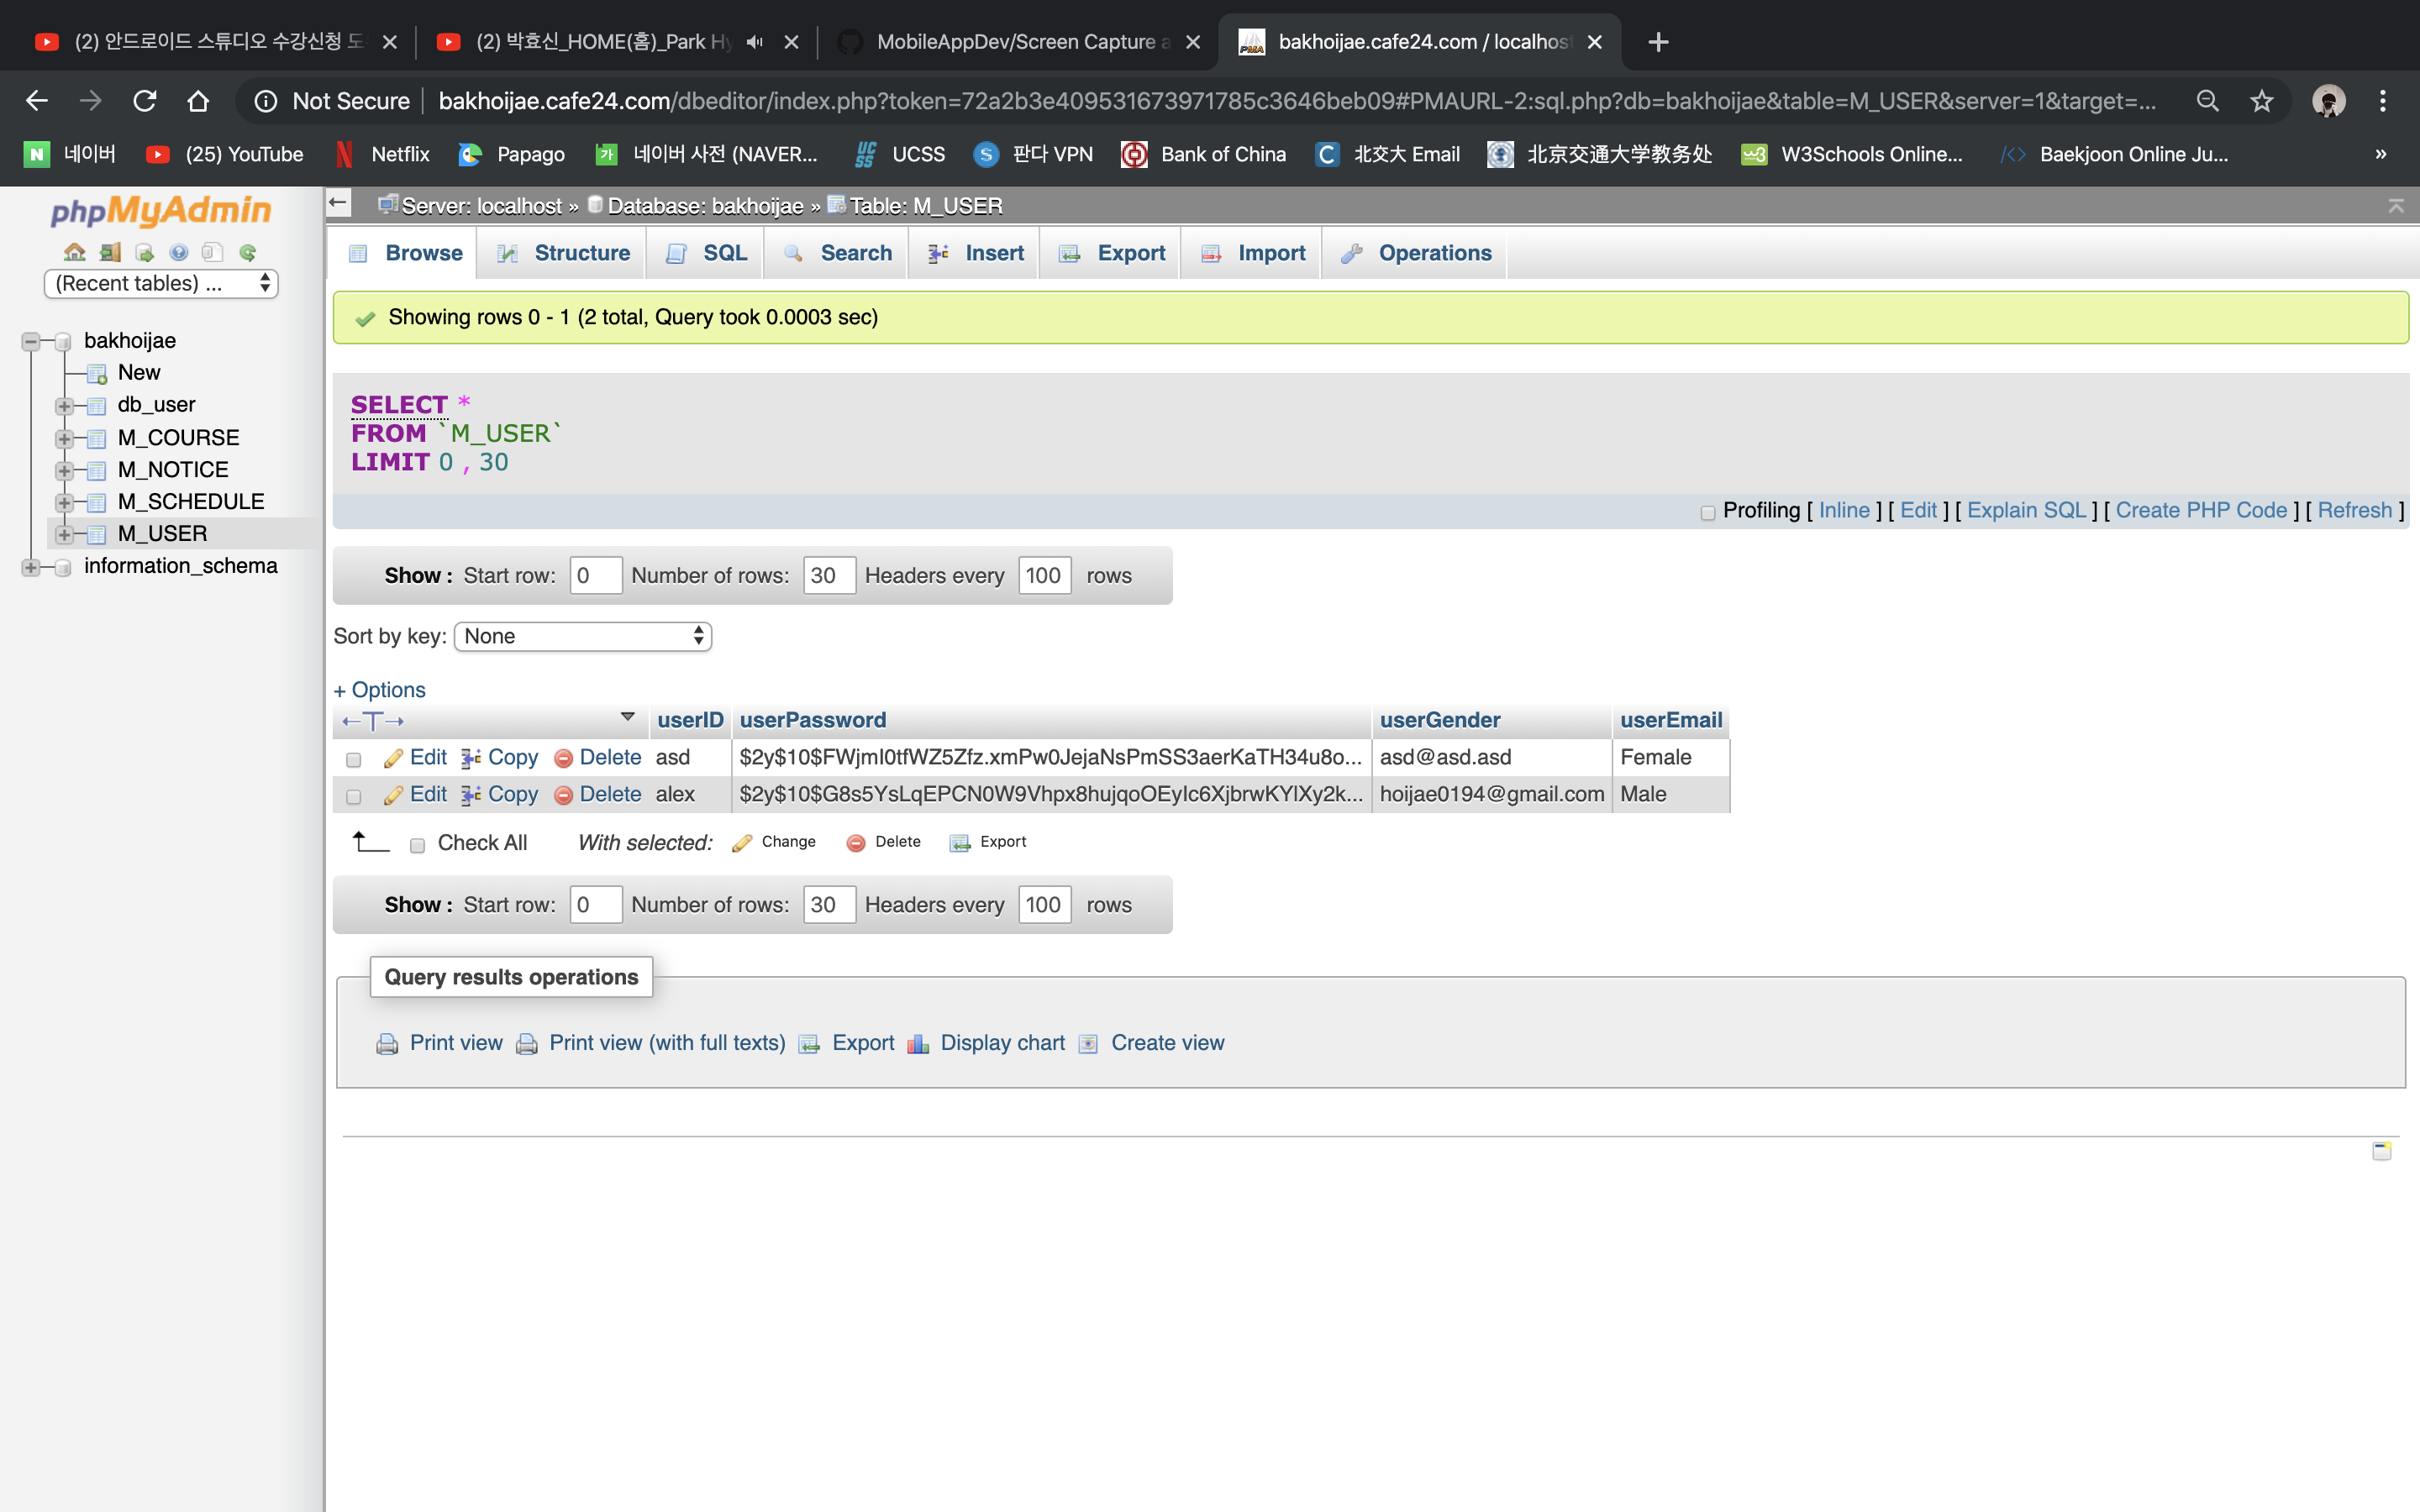 (2) 안드로이드 스튜디오 수강신청 도
(2) 박효신_HOME(홈)_Park Hy
MobileAppDev/Screen Capture a
bakhoijae.cafe24.com / localhost
Not Secure bakhoijae.cafe24.com/dbeditor/index.php?token=72a2b3e409531673971785c3646beb09#PMAURL-2:sql.php?db=bakhoijae&table=M_USER&server=1&target=...
네이버 (25) YouTube Netflix Papago 네이버 사전 (NAVER... UCSS 판다 VPN Bank of China 北交大 Email 北京交通大学教务处 W3Schools Online... Baekjoon Online Ju... »
phpMyAdmin
(Recent tables) ...
bakhoijae
New
db_user
M_COURSE
M_NOTICE
M_SCHEDULE
M_USER
information_schema
Server: localhost » Database: bakhoijae » Table: M_USER
Browse Structure SQL Search Insert Export Import Operations
Showing rows 0 - 1 (2 total, Query took 0.0003 sec)
SELECT *
FROM `M_USER`
LIMIT 0 , 30
Profiling [ Inline ] [ Edit ] [ Explain SQL ] [ Create PHP Code ] [ Refresh ]
Show : Start row: 0 Number of rows: 30 Headers every 100 rows
Sort by key: None
+ Options
←T→ userID userPassword userGender userEmail
Edit Copy Delete asd $2y$10$FWjmI0tfWZ5Zfz.xmPw0JejaNsPmSS3aerKaTH34u8o... asd@asd.asd Female
Edit Copy Delete alex $2y$10$G8s5YsLqEPCN0W9Vhpx8hujqoOEyIc6XjbrwKYlXy2k... hoijae0194@gmail.com Male
Check All With selected: Change Delete Export
Show : Start row: 0 Number of rows: 30 Headers every 100 rows
Query results operations
Print view Print view (with full texts) Export Display chart Create view